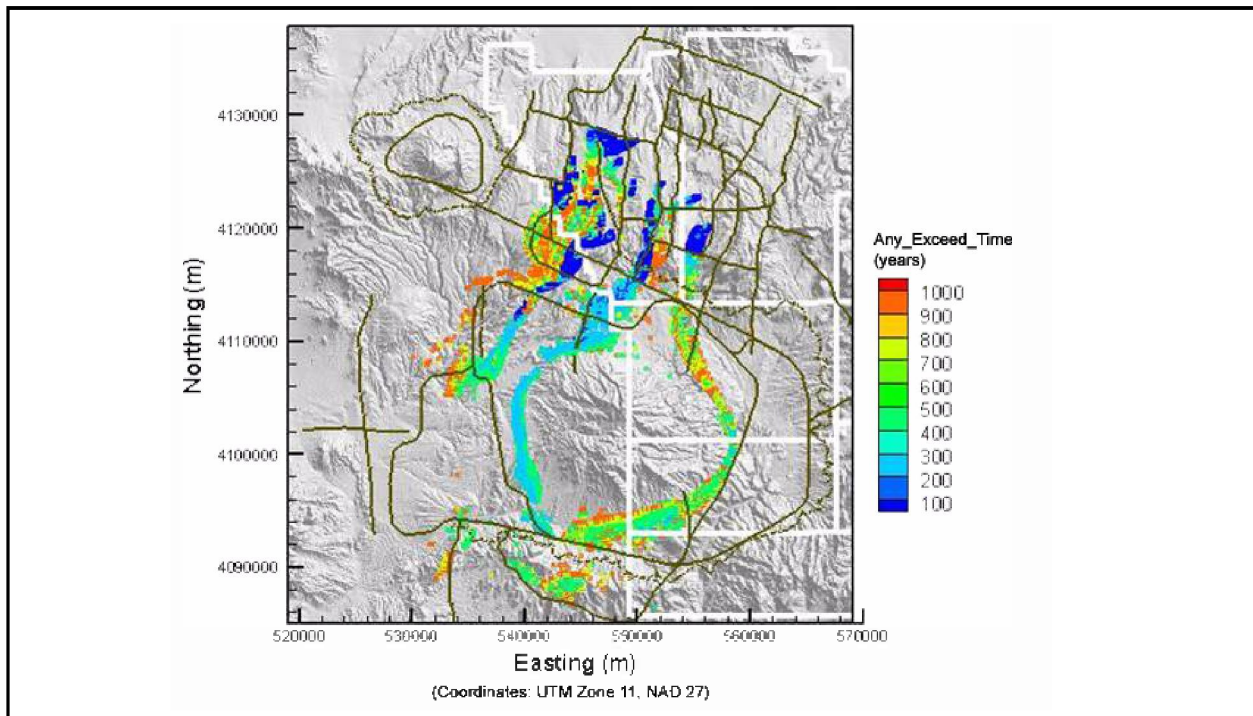 4130000
4120000
4110000
4100000
4090000
Northing (m)
520000 530000 540000 550000 560000 570000
Easting (m)
(Coordinates: UTM Zone 11, NAD 27)
Any_Exceed_Time
(years)
1000
900
800
700
600
500
400
300
200
100